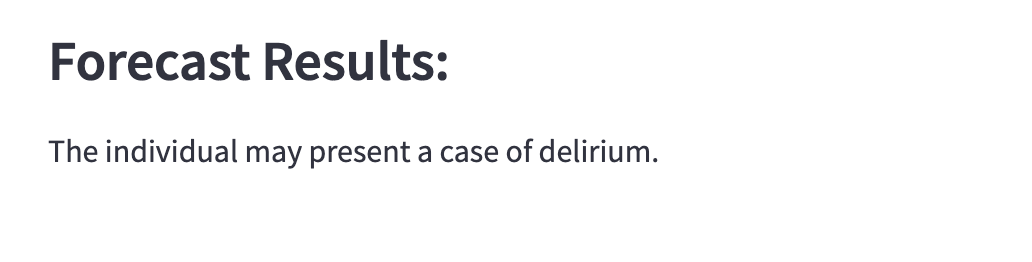 Forecast Results:
The individual may present a case of delirium.